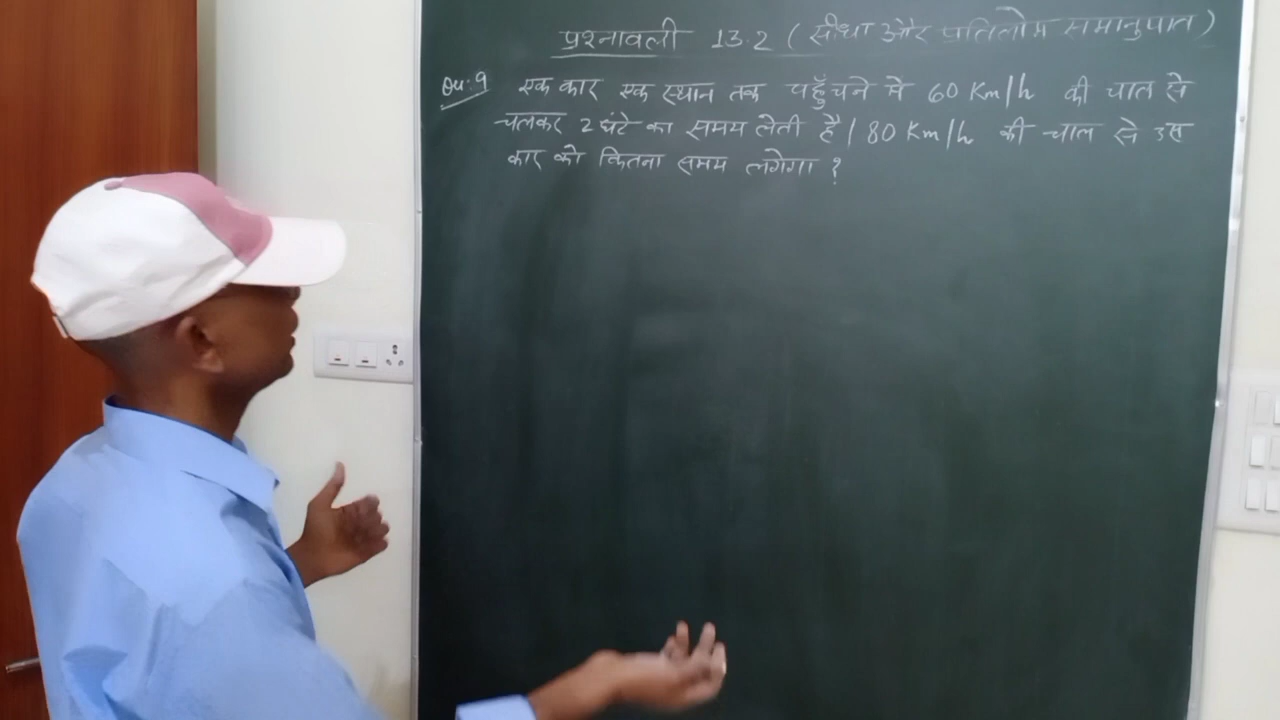 प्रश्नावली 13.2 ( सीधा और प्रतिलोम समानुपात )
Qu:9 एक कार एक स्थान तक पहुँचने में 60 Km/h की चाल से
चलकर 2 घंटे का समय लेती है / 80 Km/h की चाल से उस
कार को कितना समय लगेगा ?